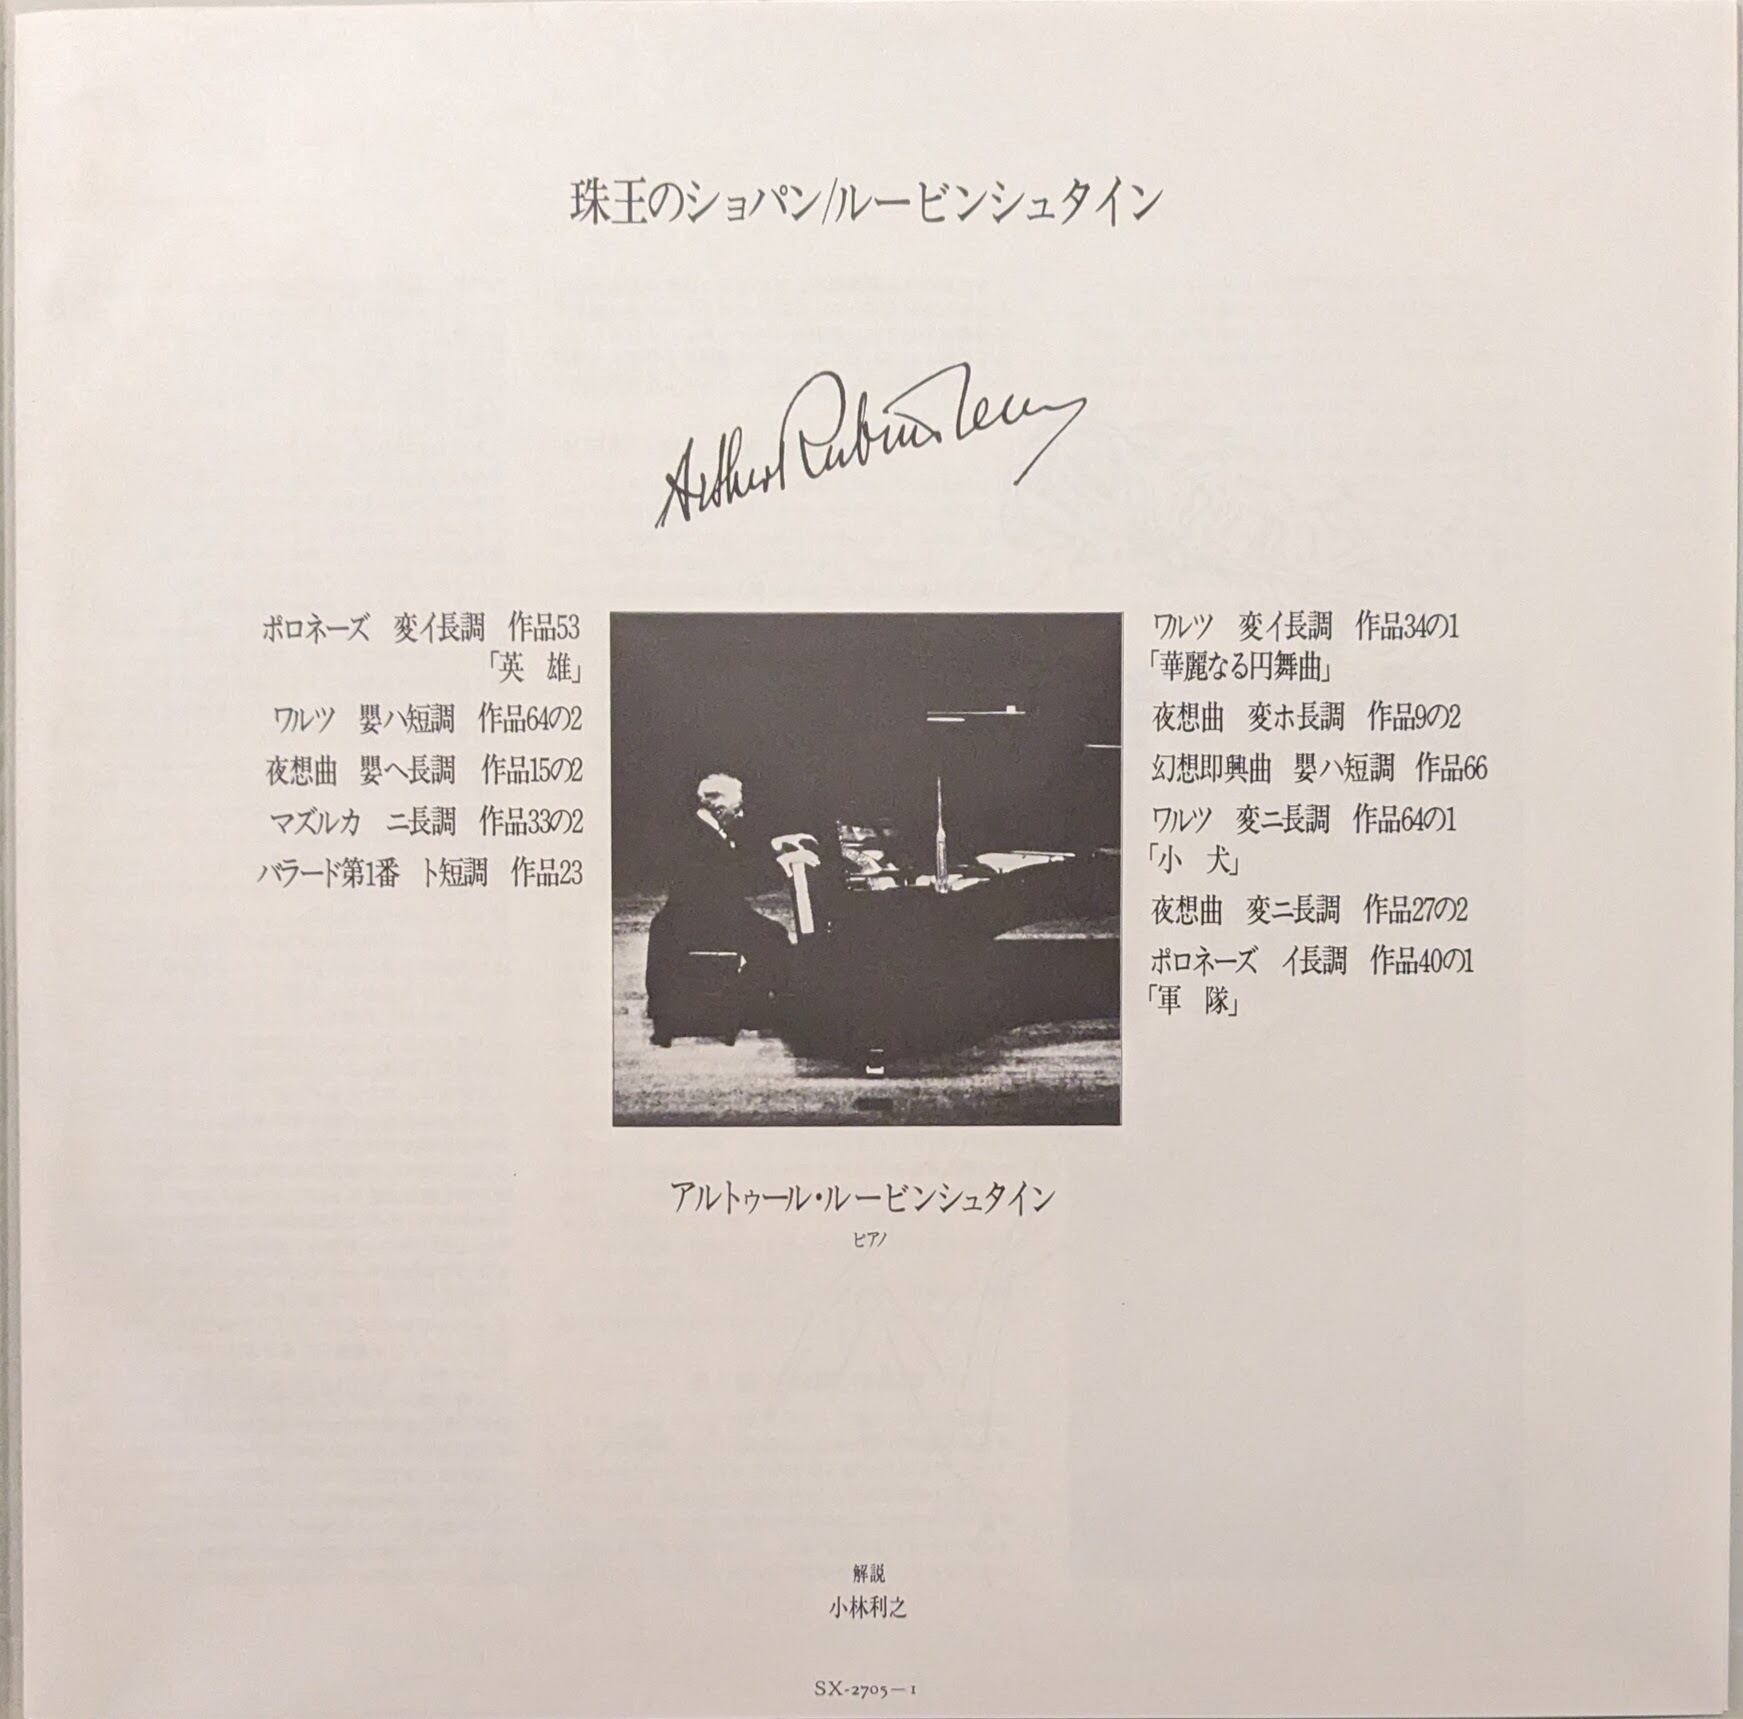 珠玉のショパン/ルービンシュタイン
Arthur Rubinstein
ポロネーズ　変イ長調　作品53
「英　雄」
ワルツ　嬰ハ短調　作品64の2
夜想曲　嬰ヘ長調　作品15の2
マズルカ　ニ長調　作品33の2
バラード第1番　ト短調　作品23
ワルツ　変イ長調　作品34の1
「華麗なる円舞曲」
夜想曲　変ホ長調　作品9の2
幻想即興曲　嬰ハ短調　作品66
ワルツ　変ニ長調　作品64の1
「小　犬」
夜想曲　変ニ長調　作品27の2
ポロネーズ　イ長調　作品40の1
「軍　隊」
アルトゥール・ルービンシュタイン
ピアノ
解説
小林利之
SX-2705－1